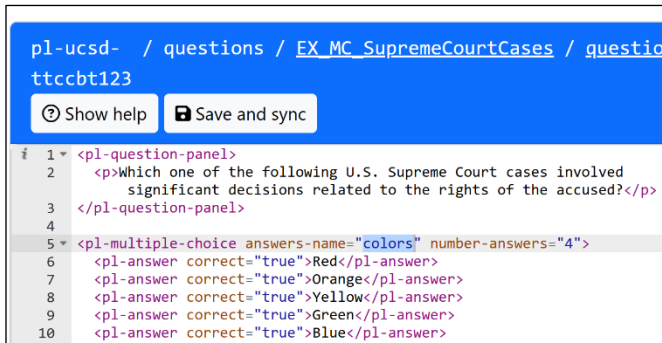 pl-ucsd- / questions / EX_MC_SupremeCourtCases / questio
ttccbt123
Show help Save and sync
i 1 <pl-question-panel>
2 <p>Which one of the following U.S. Supreme Court cases involved
significant decisions related to the rights of the accused?</p>
3 </pl-question-panel>
4
5 <pl-multiple-choice answers-name="colors" number-answers="4">
6 <pl-answer correct="true">Red</pl-answer>
7 <pl-answer correct="true">Orange</pl-answer>
8 <pl-answer correct="true">Yellow</pl-answer>
9 <pl-answer correct="true">Green</pl-answer>
10 <pl-answer correct="true">Blue</pl-answer>